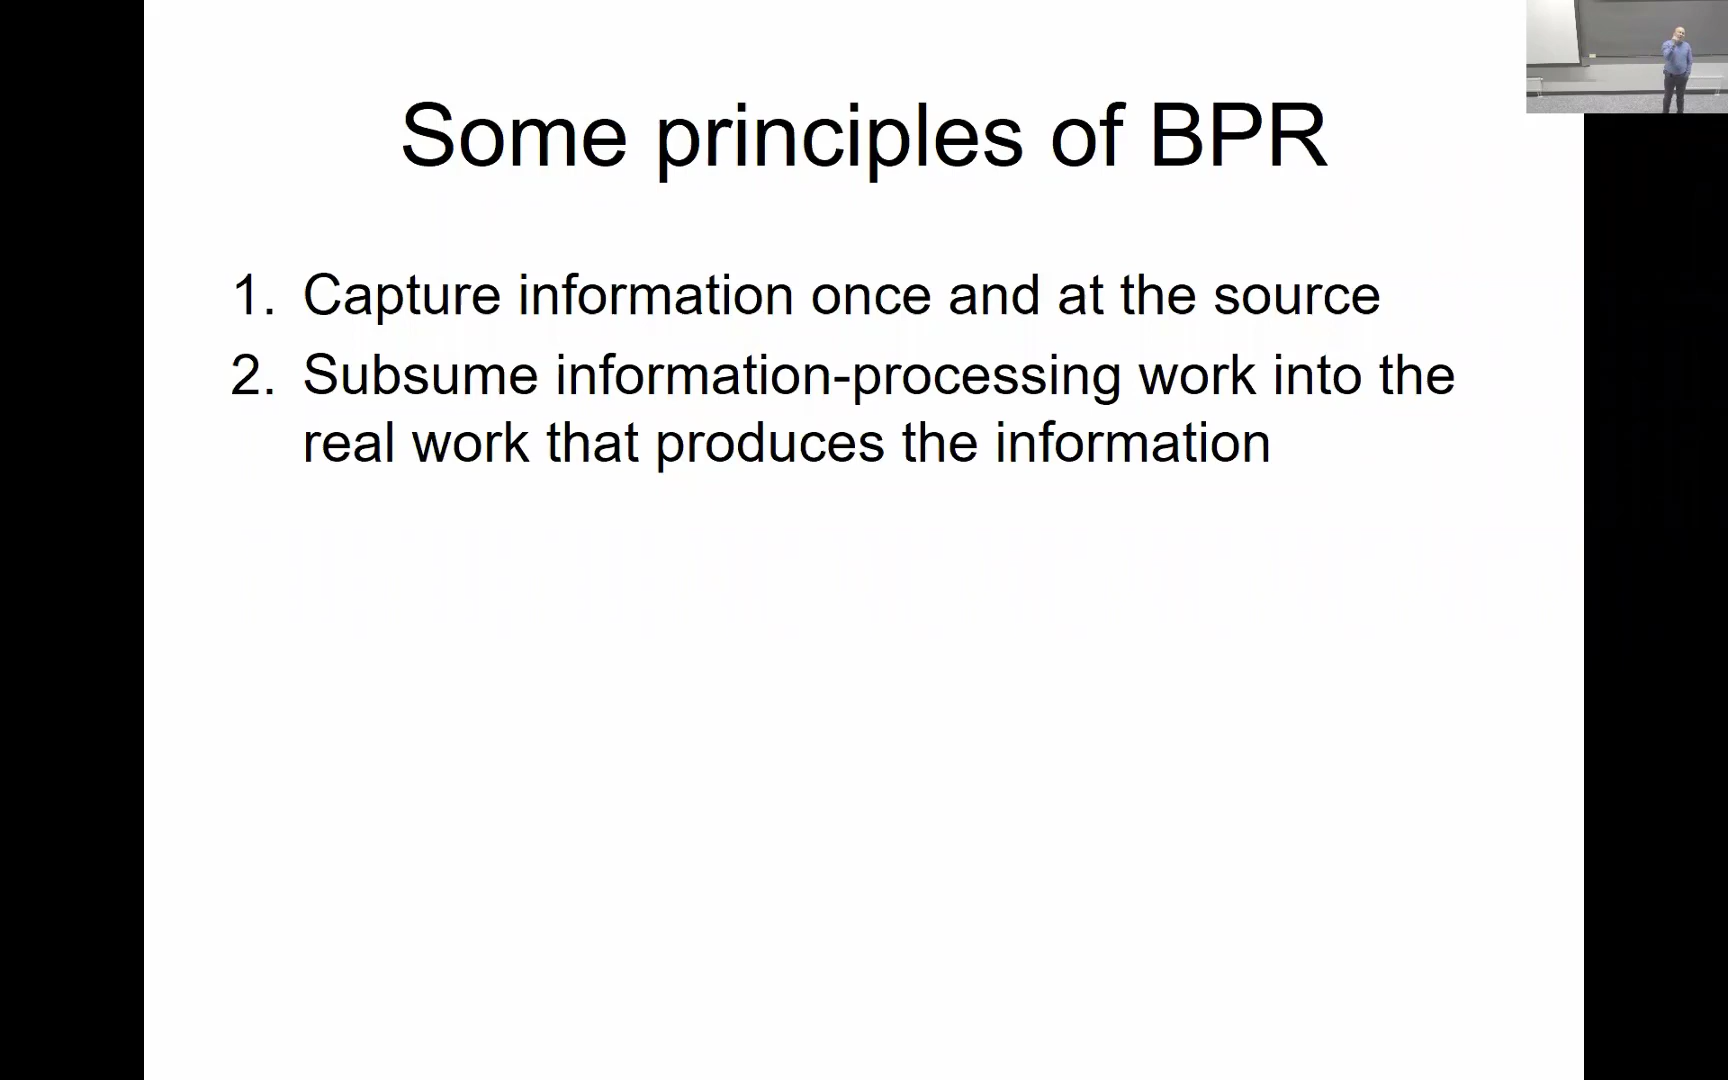 Some principles of BPR
1. Capture information once and at the source
2. Subsume information-processing work into the
real work that produces the information